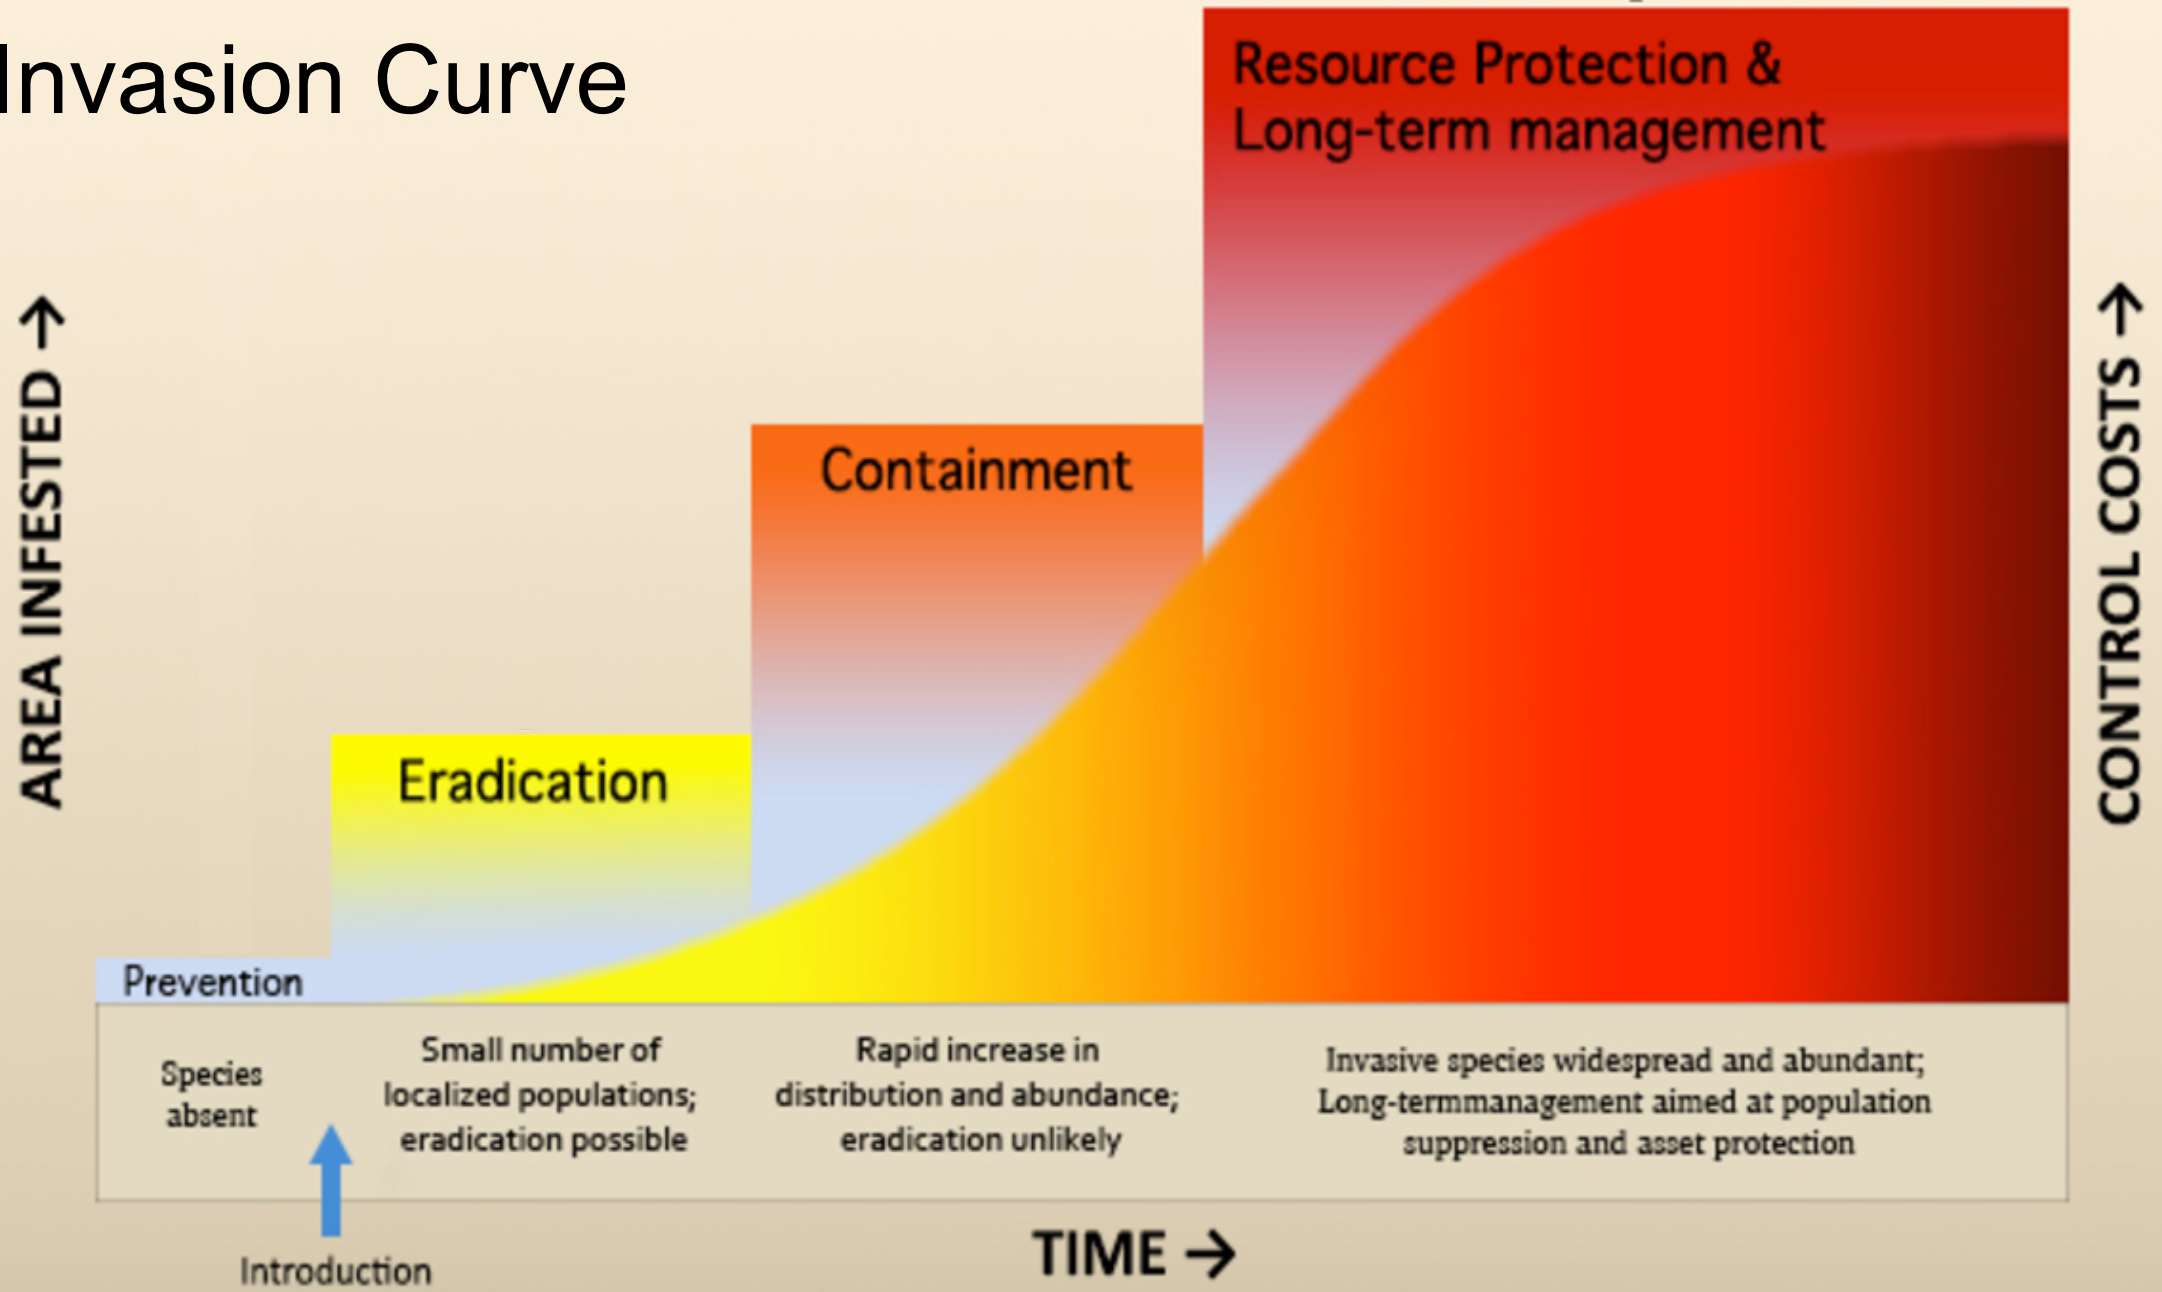 Invasion Curve
Resource Protection &
Long-term management
Containment
Eradication
Prevention
AREA INFESTED →
CONTROL COSTS →
Species
absent
Small number of
localized populations;
eradication possible
Rapid increase in
distribution and abundance;
eradication unlikely
Invasive species widespread and abundant;
Long-termmanagement aimed at population
suppression and asset protection
Introduction
TIME →